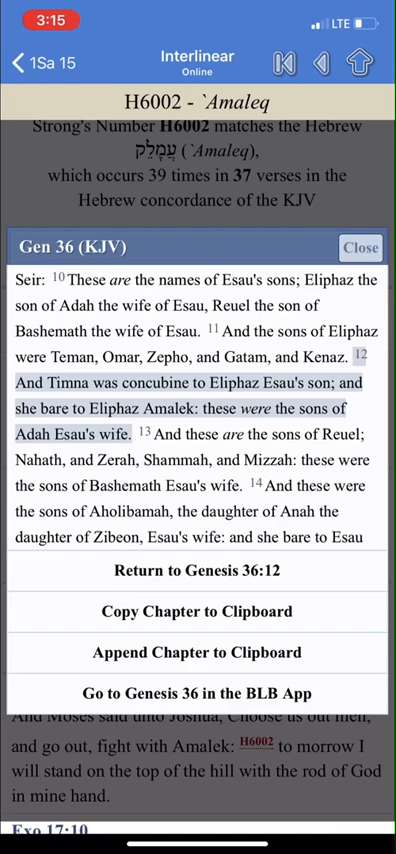 3:15
LTE
1Sa 15
Interlinear
Online
H6002 - `Amaleq
Strong's Number H6002 matches the Hebrew
עֲמָלֵק (`Amaleq),
which occurs 39 times in 37 verses in the
Hebrew concordance of the KJV
Gen 36 (KJV)
Close
Seir: 10 These are the names of Esau's sons; Eliphaz the
son of Adah the wife of Esau, Reuel the son of
Bashemath the wife of Esau. 11 And the sons of Eliphaz
were Teman, Omar, Zepho, and Gatam, and Kenaz. 12
And Timna was concubine to Eliphaz Esau's son; and
she bare to Eliphaz Amalek: these were the sons of
Adah Esau's wife. 13 And these are the sons of Reuel;
Nahath, and Zerah, Shammah, and Mizzah: these were
the sons of Bashemath Esau's wife. 14 And these were
the sons of Aholibamah, the daughter of Anah the
daughter of Zibeon, Esau's wife: and she bare to Esau
Return to Genesis 36:12
Copy Chapter to Clipboard
Append Chapter to Clipboard
Go to Genesis 36 in the BLB App
And Moses said unto Joshua, Choose us out men,
and go out, fight with Amalek: H6002 to morrow I
will stand on the top of the hill with the rod of God
in mine hand.
Exo 17:10